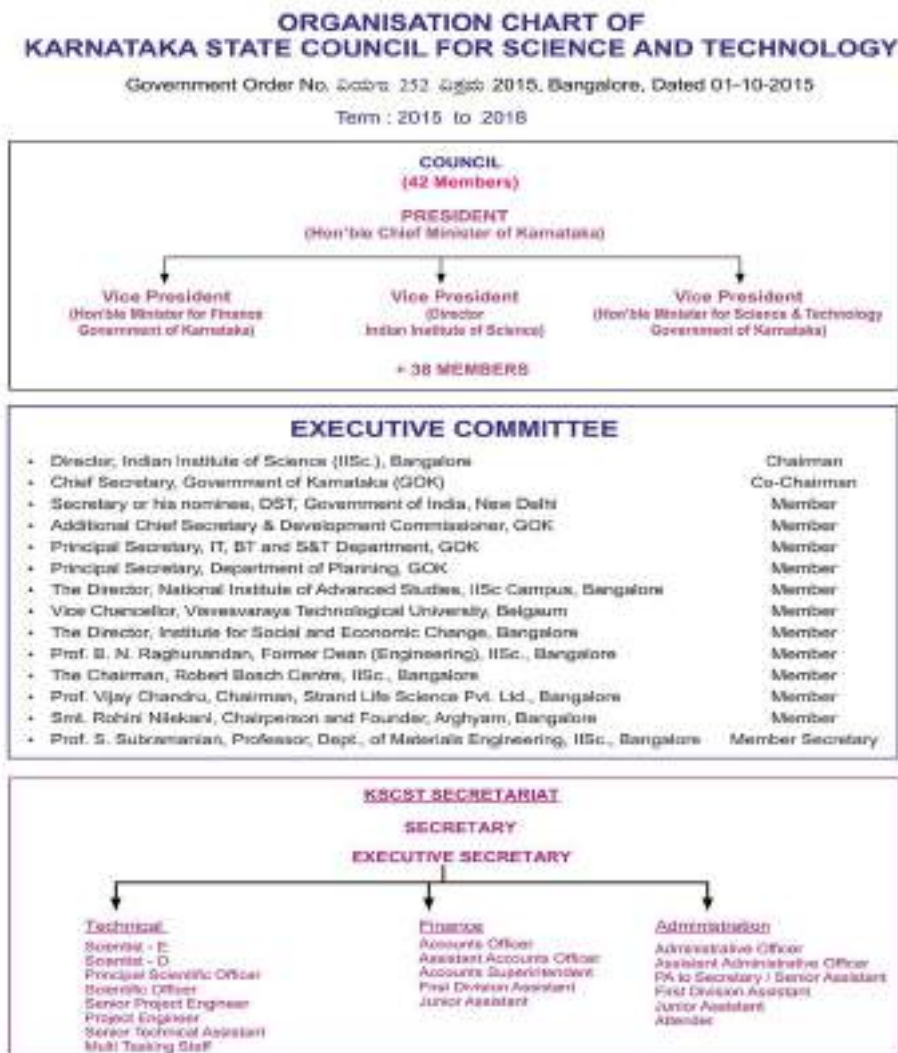 ORGANISATION CHART OF
KARNATAKA STATE COUNCIL FOR SCIENCE AND TECHNOLOGY
Government Order No. 252 2015, Bangalore, Dated 01-10-2015
Term : 2015 to 2018
COUNCIL
(42 Members)
PRESIDENT
(Hon'ble Chief Minister of Karnataka)
Vice President
(Hon'ble Minister for Finance
Government of Karnataka)
Vice President
(Director
Indian Institute of Science)
Vice President
(Hon'ble Minister for Science & Technology
Government of Karnataka)
+ 38 MEMBERS
EXECUTIVE COMMITTEE
• Director, Indian Institute of Science (IISc.), Bangalore Chairman
• Chief Secretary, Government of Karnataka (GOK) Co-Chairman
• Secretary or his nominee, DST, Government of India, New Delhi Member
• Additional Chief Secretary & Development Commissioner, GOK Member
• Principal Secretary, IT, BT and S&T Department, GOK Member
• Principal Secretary, Department of Planning, GOK Member
• The Director, National Institute of Advanced Studies, IISc Campus, Bangalore Member
• Vice Chancellor, Visvesvaraya Technological University, Belgaum Member
• The Director, Institute for Social and Economic Change, Bangalore Member
• Prof. B. N. Raghunandan, Former Dean (Engineering), IISc., Bangalore Member
• The Chairman, Robert Bosch Centre, IISc., Bangalore Member
• Prof. Vijay Chandru, Chairman, Strand Life Science Pvt. Ltd., Bangalore Member
• Smt. Rohini Nilekani, Chairperson and Founder, Arghyam, Bangalore Member
• Prof. S. Subramanian, Professor, Dept., of Materials Engineering, IISc., Bangalore Member Secretary
KSCST SECRETARIAT
SECRETARY
EXECUTIVE SECRETARY
Technical
Scientist - E
Scientist - D
Principal Scientific Officer
Scientific Officer
Senior Project Engineer
Project Engineer
Senior Technical Assistant
Multi Tasking Staff
Finance
Accounts Officer
Assistant Accounts Officer
Accounts Superintendent
First Division Assistant
Junior Assistant
Administration
Administrative Officer
Assistant Administrative Officer
PA to Secretary / Senior Assistant
First Division Assistant
Junior Assistant
Attender